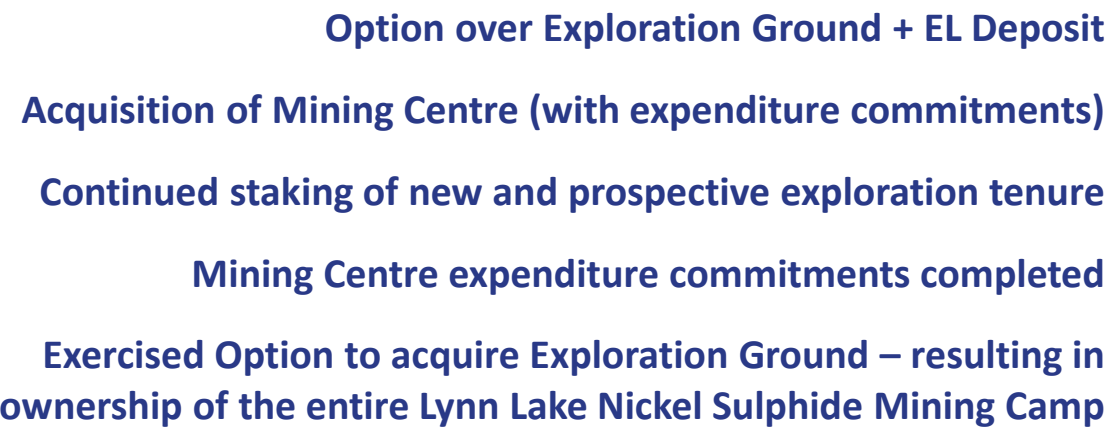 Option over Exploration Ground + EL Deposit
Acquisition of Mining Centre (with expenditure commitments)
Continued staking of new and prospective exploration tenure
Mining Centre expenditure commitments completed
Exercised Option to acquire Exploration Ground – resulting in
ownership of the entire Lynn Lake Nickel Sulphide Mining Camp